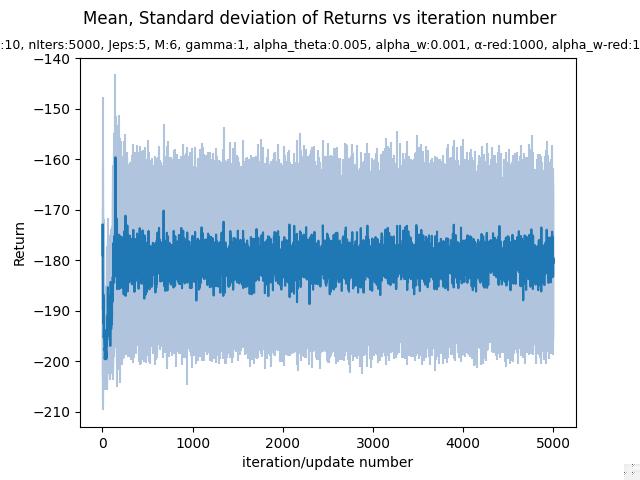 Mean, Standard deviation of Returns vs iteration number
:10, nIters:5000, Jeps:5, M:6, gamma:1, alpha_theta:0.005, alpha_w:0.001, α-red:1000, alpha_w-red:1
−140
−150
−160
−170
−180
−190
−200
−210
Return
0 1000 2000 3000 4000 5000
iteration/update number